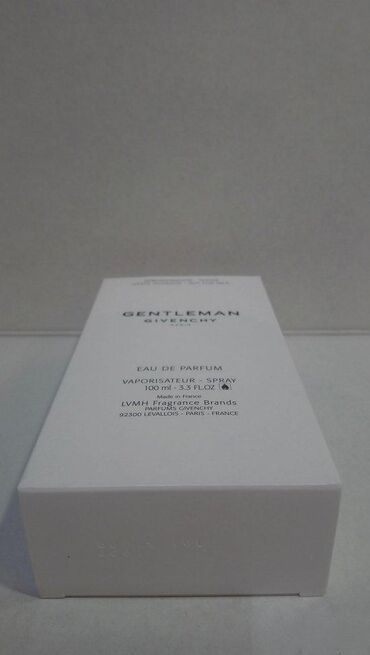 GENTLEMAN
GIVENCHY
PARIS
EAU DE PARFUM
VAPORISATEUR - SPRAY
100 ml - 3.3 FL.OZ
Made in France
LVMH Fragrance Brands
PARFUMS GIVENCHY
92300 LEVALLOIS - PARIS - FRANCE